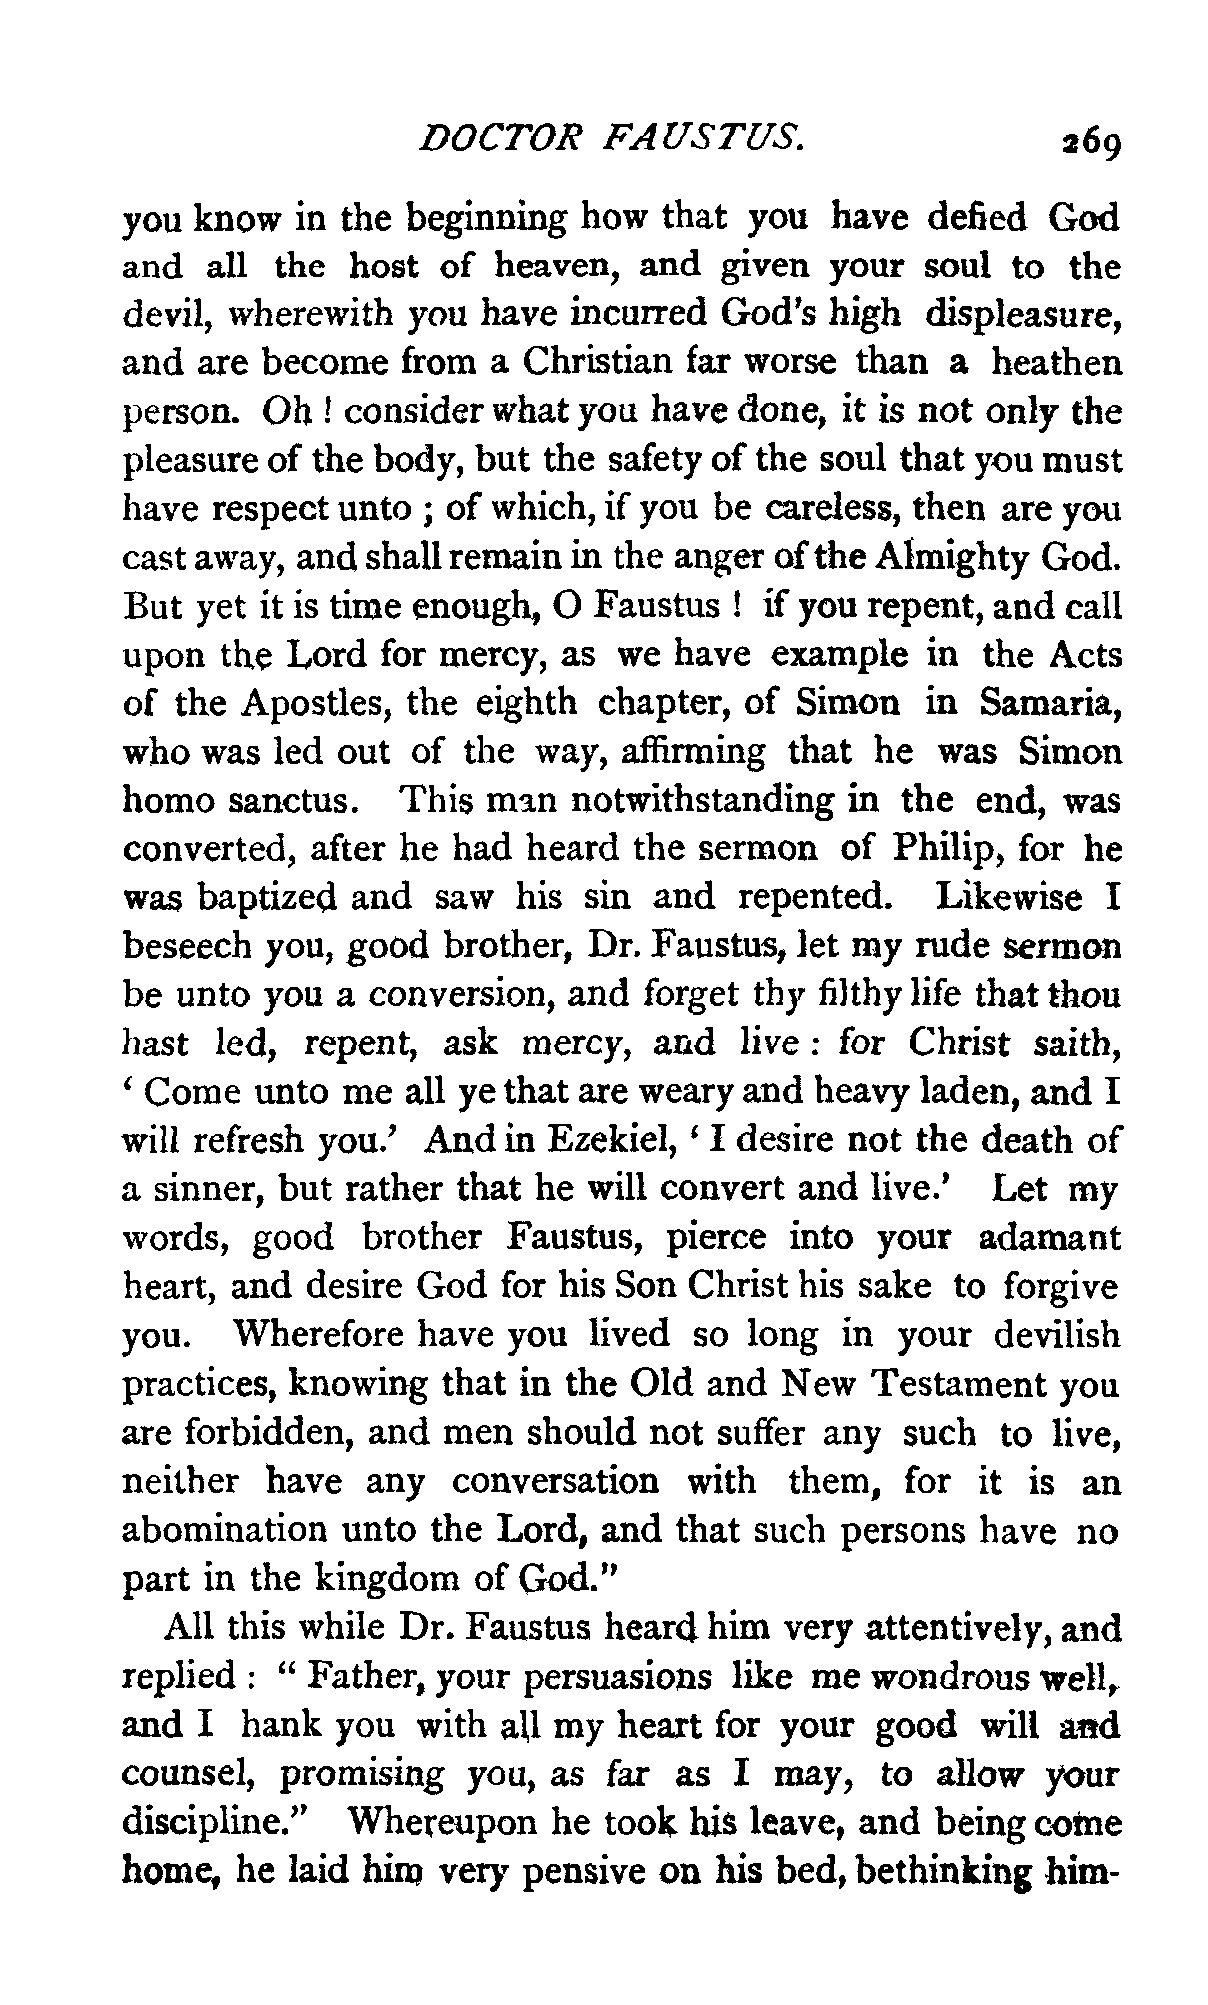 DOCTOR FAUSTUS. 269
you know in the beginning how that you have defied God
and all the host of heaven, and given your soul to the
devil, wherewith you have incurred God's high displeasure,
and are become from a Christian far worse than a heathen
person. Oh ! consider what you have done, it is not only the
pleasure of the body, but the safety of the soul that you must
have respect unto ; of which, if you be careless, then are you
cast away, and shall remain in the anger of the Almighty God.
But yet it is time enough, O Faustus ! if you repent, and call
upon the Lord for mercy, as we have example in the Acts
of the Apostles, the eighth chapter, of Simon in Samaria,
who was led out of the way, affirming that he was Simon
homo sanctus. This man notwithstanding in the end, was
converted, after he had heard the sermon of Philip, for he
was baptized and saw his sin and repented. Likewise I
beseech you, good brother, Dr. Faustus, let my rude sermon
be unto you a conversion, and forget thy filthy life that thou
hast led, repent, ask mercy, and live : for Christ saith,
‘ Come unto me all ye that are weary and heavy laden, and I
will refresh you.’ And in Ezekiel, ‘ I desire not the death of
a sinner, but rather that he will convert and live.’ Let my
words, good brother Faustus, pierce into your adamant
heart, and desire God for his Son Christ his sake to forgive
you. Wherefore have you lived so long in your devilish
practices, knowing that in the Old and New Testament you
are forbidden, and men should not suffer any such to live,
neither have any conversation with them, for it is an
abomination unto the Lord, and that such persons have no
part in the kingdom of God.”
All this while Dr. Faustus heard him very attentively, and
replied : “ Father, your persuasions like me wondrous well,
and I hank you with all my heart for your good will and
counsel, promising you, as far as I may, to allow your
discipline.” Whereupon he took his leave, and being come
home, he laid him very pensive on his bed, bethinking him-